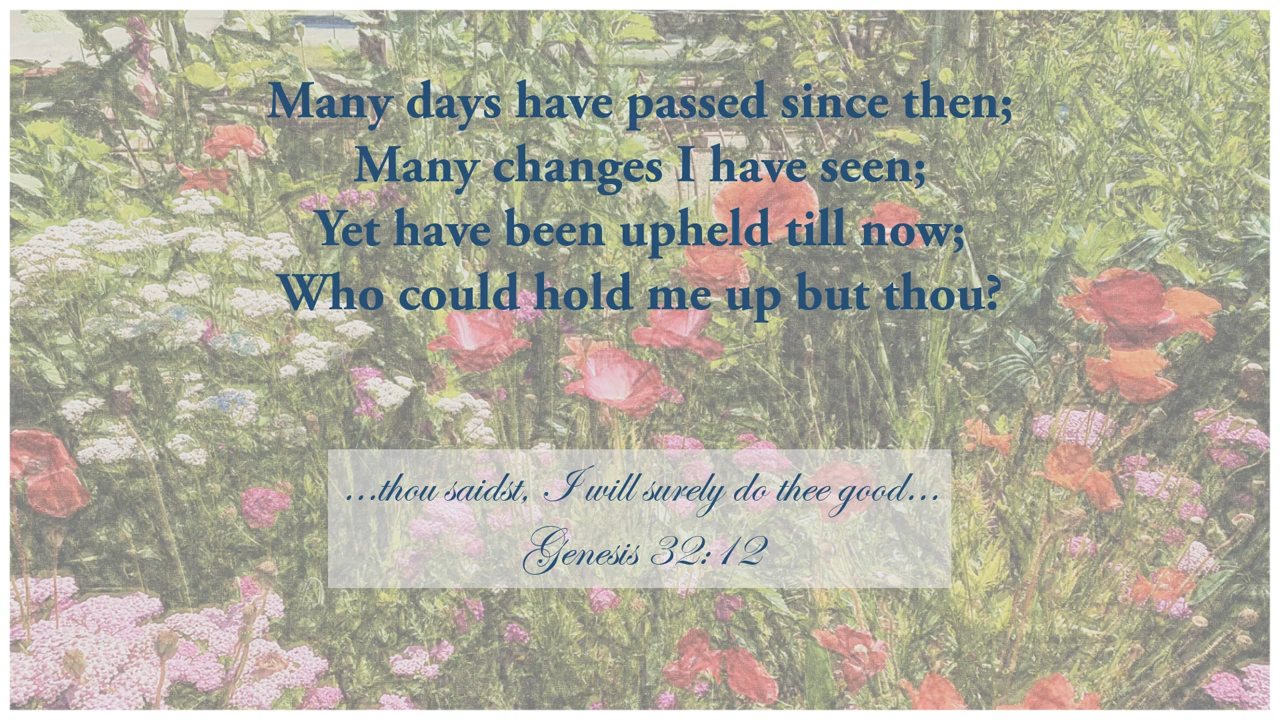 Many days have passed since then;
Many changes I have seen;
Yet have been upheld till now;
Who could hold me up but thou?
...thou saidst, I will surely do thee good...
Genesis 32:12